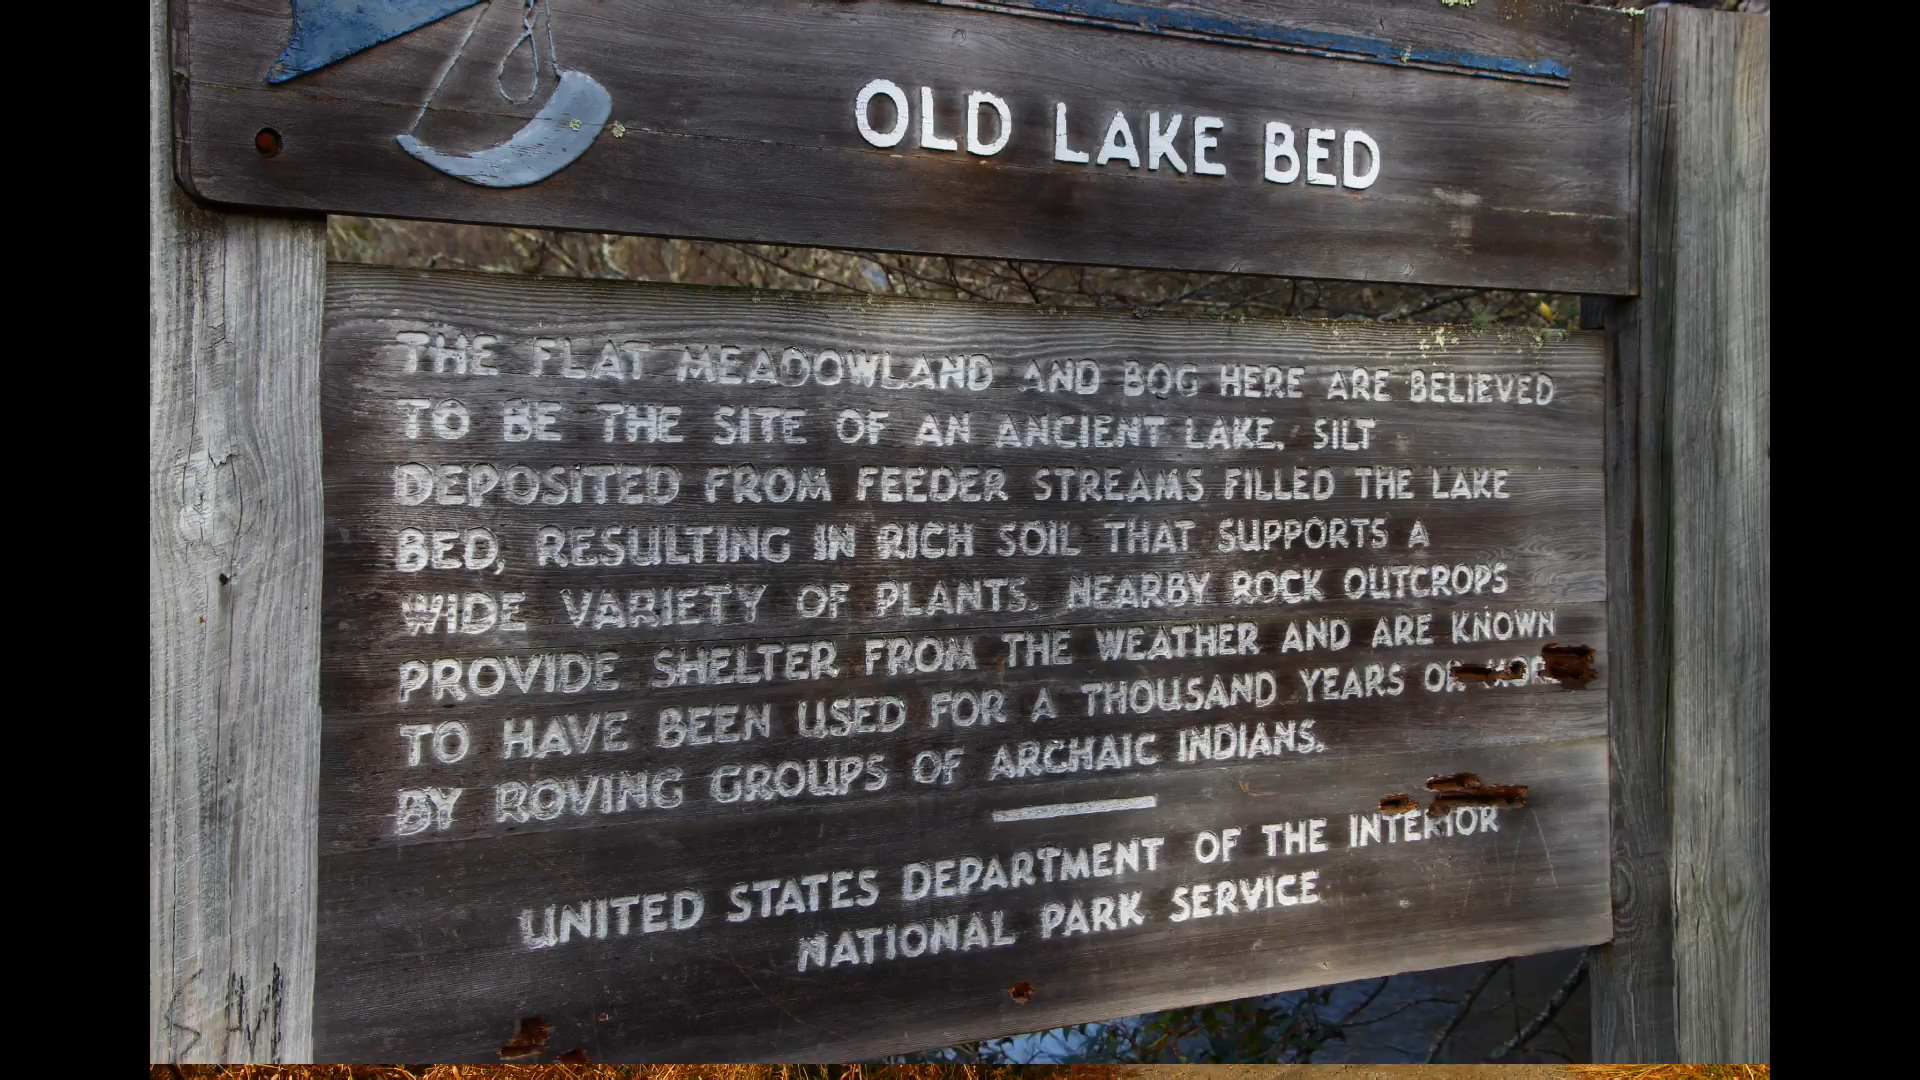 OLD LAKE BED
THE FLAT MEADOWLAND AND BOG HERE ARE BELIEVED
TO BE THE SITE OF AN ANCIENT LAKE. SILT
DEPOSITED FROM FEEDER STREAMS FILLED THE LAKE
BED, RESULTING IN RICH SOIL THAT SUPPORTS A
WIDE VARIETY OF PLANTS. NEARBY ROCK OUTCROPS
PROVIDE SHELTER FROM THE WEATHER AND ARE KNOWN
TO HAVE BEEN USED FOR A THOUSAND YEARS OR MORE
BY ROVING GROUPS OF ARCHAIC INDIANS.
UNITED STATES DEPARTMENT OF THE INTERIOR
NATIONAL PARK SERVICE